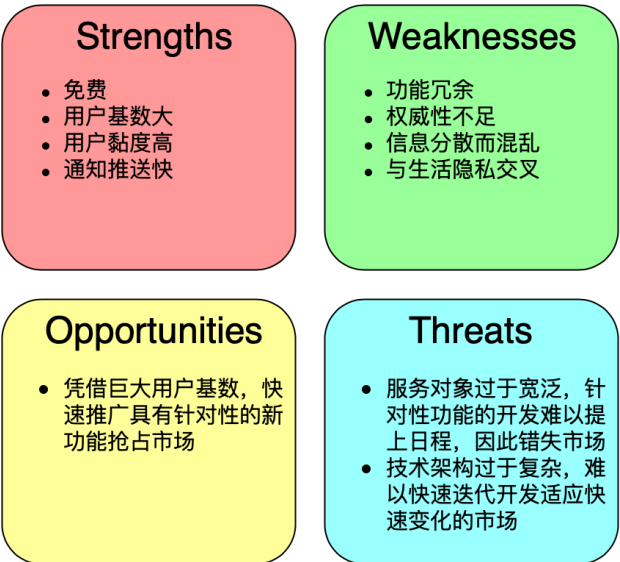 Strengths
免费
用户基数大
用户黏度高
通知推送快
Weaknesses
功能冗余
权威性不足
信息分散而混乱
与生活隐私交叉
Opportunities
凭借巨大用户基数，快
速推广具有针对性的新
功能抢占市场
Threats
服务对象过于宽泛，针
对性功能的开发难以提
上日程，因此错失市场
技术架构过于复杂，难
以快速迭代开发适应快
速变化的市场